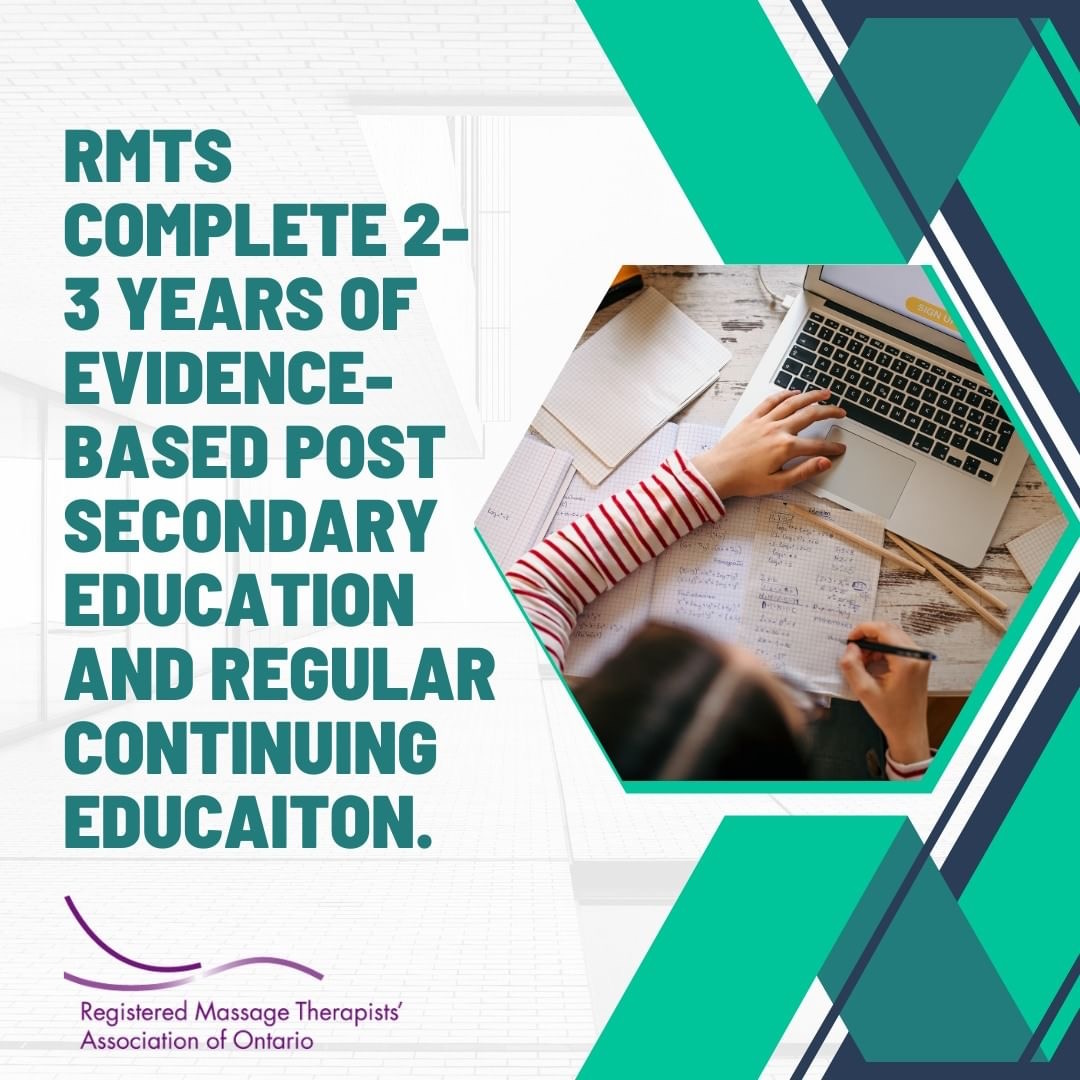 RMTS
COMPLETE 2-
3 YEARS OF
EVIDENCE-
BASED POST
SECONDARY
EDUCATION
AND REGULAR
CONTINUING
EDUCAITON.
SIGN U
Registered Massage Therapists'
Association of Ontario